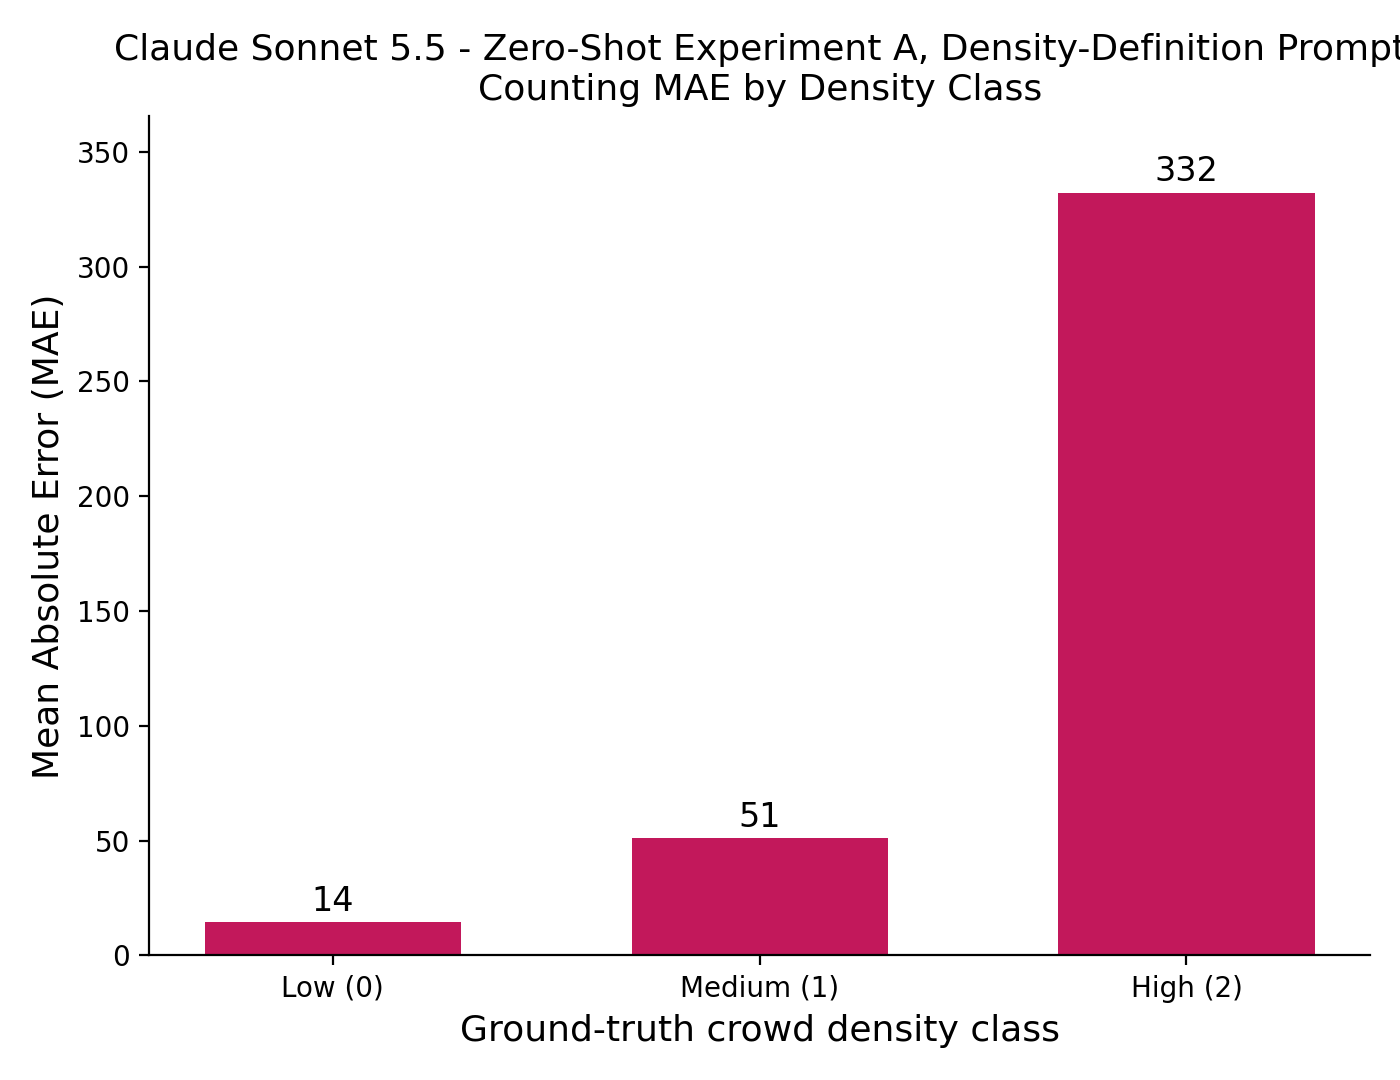 Claude Sonnet 5.5 - Zero-Shot Experiment A, Density-Definition Prompt
Counting MAE by Density Class
Mean Absolute Error (MAE)
350
300
250
200
150
100
50
0
14
51
332
Low (0)
Medium (1)
High (2)
Ground-truth crowd density class